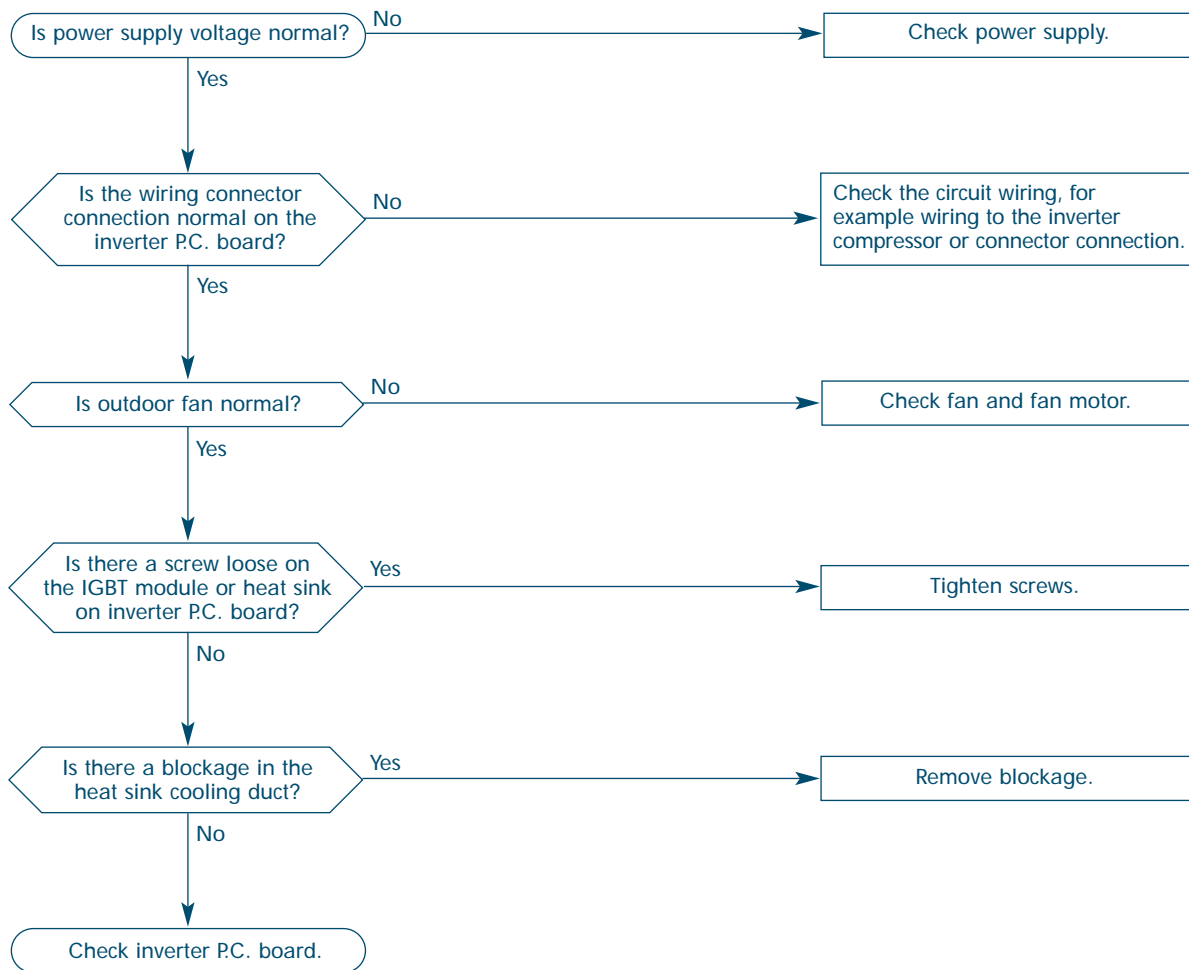 Is power supply voltage normal?
No
Check power supply.
Yes
Is the wiring connector
connection normal on the
inverter P.C. board?
No
Check the circuit wiring, for
example wiring to the inverter
compressor or connector connection.
Yes
Is outdoor fan normal?
No
Check fan and fan motor.
Yes
Is there a screw loose on
the IGBT module or heat sink
on inverter P.C. board?
Yes
Tighten screws.
No
Is there a blockage in the
heat sink cooling duct?
Yes
Remove blockage.
No
Check inverter P.C. board.